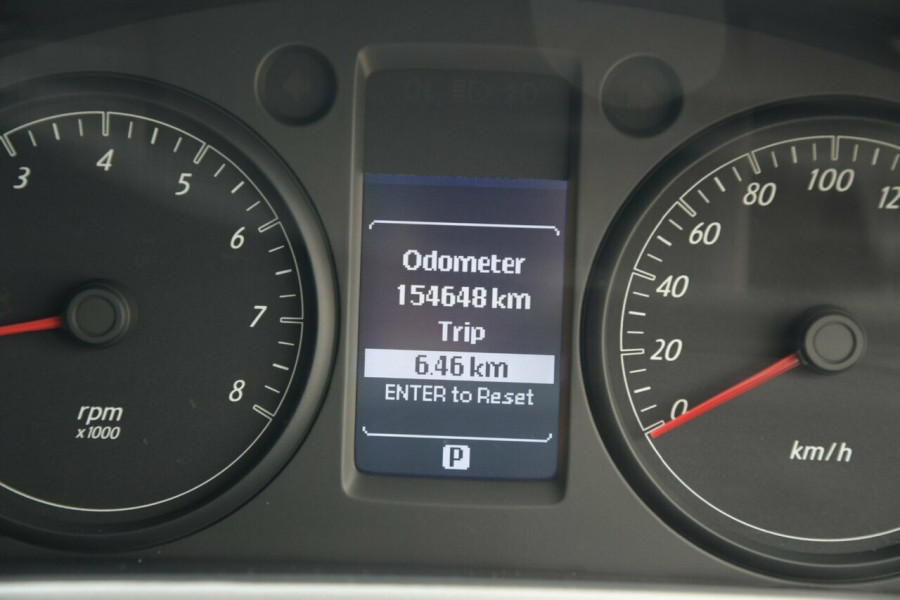 3
4
5
6
7
8
rpm
x1000
Odometer
154648 km
Trip
6.46 km
ENTER to Reset
P
0
20
40
60
80
100
km/h